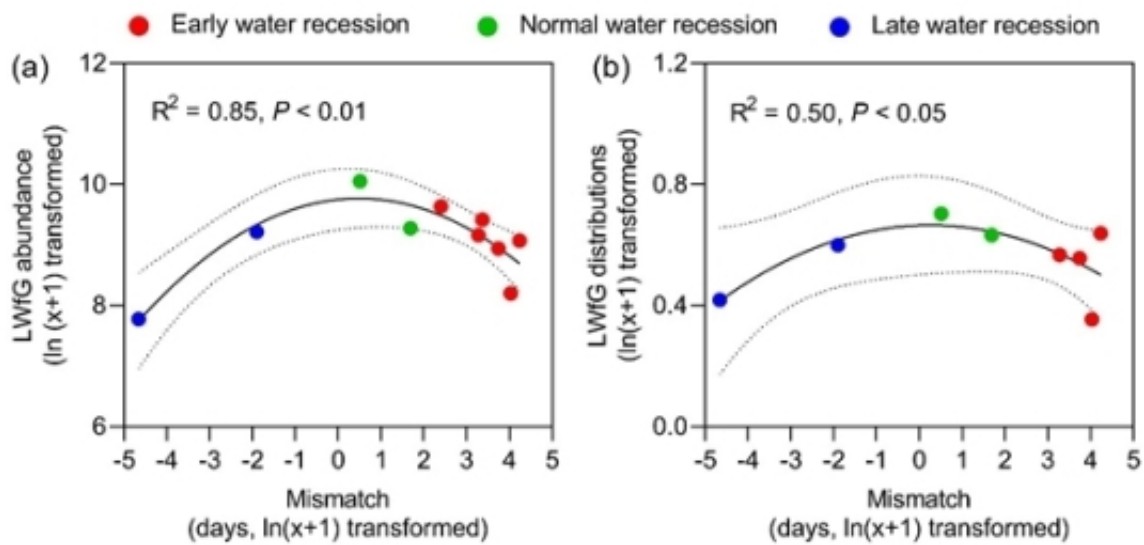 Early water recession Normal water recession Late water recession
(a) (b)
R² = 0.85, P < 0.01
12
10
8
6
LWfG abundance
(ln (x+1) transformed)
-5 -4 -3 -2 -1 0 1 2 3 4 5
Mismatch
(days, ln(x+1) transformed)
R² = 0.50, P < 0.05
1.2
0.8
0.4
0.0
LWfG distributions
(ln(x+1) transformed)
-5 -4 -3 -2 -1 0 1 2 3 4 5
Mismatch
(days, ln(x+1) transformed)